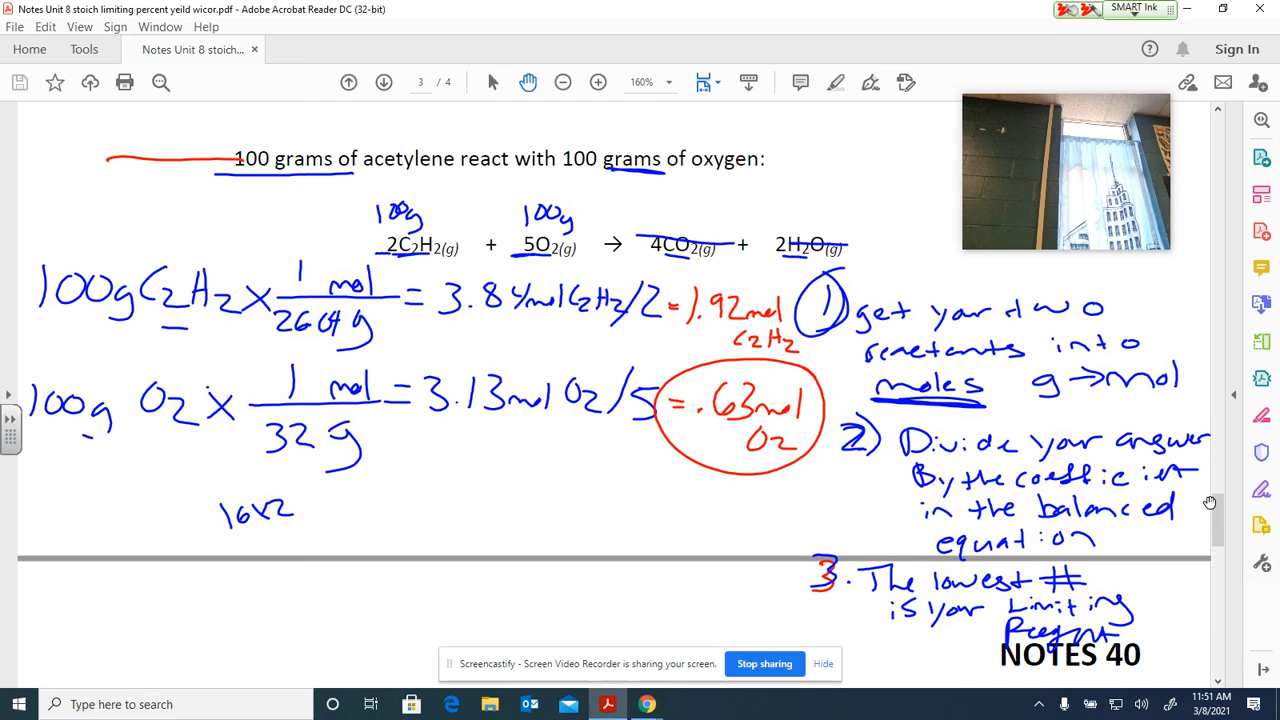 Notes Unit 8 stoich limiting percent yeild wicor.pdf - Adobe Acrobat Reader DC (32-bit)
SMART Ink
File Edit View Sign Window Help
Home Tools Notes Unit 8 stoich... × Sign In
3 / 4 160%
100 grams of acetylene react with 100 grams of oxygen:
100g 100g
2C2H2(g) + 5O2(g) → 4CO2(g) + 2H2O(g)
100g C2H2 × 1 mol / 26.04 g = 3.84 mol C2H2/2 = 1.92 mol C2H2
100g O2 × 1 mol / 32 g = 3.13 mol O2/5 = .63 mol O2
16x2
1) get your two
reactants into
moles g → mol
2) Divide your answer
By the coefficient
in the balanced
equation
3. The lowest #
is your Limiting
Reagent
NOTES 40
Screencastify - Screen Video Recorder is sharing your screen. Stop sharing Hide
Type here to search
11:51 AM
3/8/2021